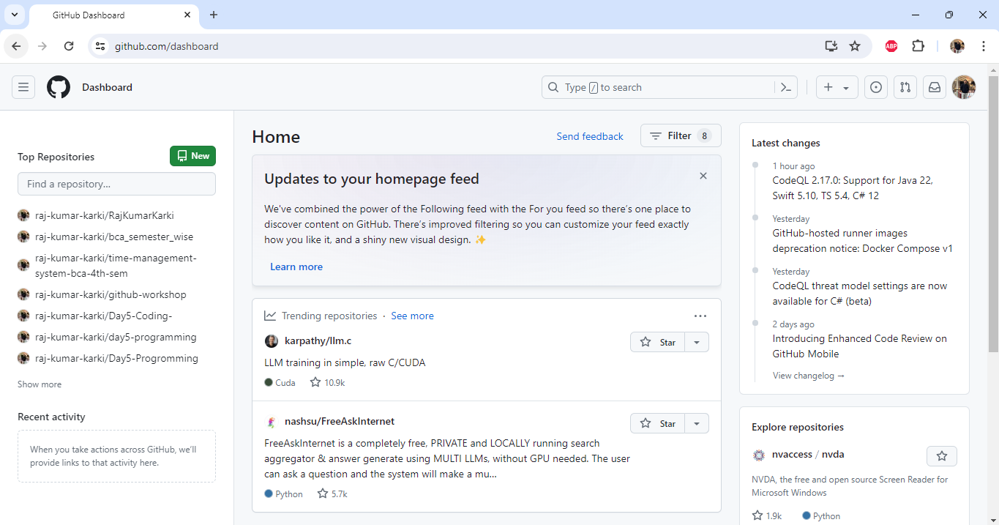 GitHub Dashboard
github.com/dashboard
ABP
Dashboard
Type / to search
Top Repositories
New
Find a repository...
raj-kumar-karki/RajKumarKarki
raj-kumar-karki/bca_semester_wise
raj-kumar-karki/time-management-
system-bca-4th-sem
raj-kumar-karki/github-workshop
raj-kumar-karki/Day5-Coding-
raj-kumar-karki/day5-programming
raj-kumar-karki/Day5-Progromming
Show more
Recent activity
When you take actions across GitHub, we’ll
provide links to that activity here.
Home
Send feedback
Filter 8
Updates to your homepage feed
We've combined the power of the Following feed with the For you feed so there’s one place to
discover content on GitHub. There’s improved filtering so you can customize your feed exactly
how you like it, and a shiny new visual design. ✨
Learn more
Trending repositories · See more
karpathy/llm.c
Star
LLM training in simple, raw C/CUDA
Cuda 10.9k
nashsu/FreeAskInternet
Star
FreeAskInternet is a completely free, PRIVATE and LOCALLY running search
aggregator & answer generate using MULTI LLMs, without GPU needed. The user
can ask a question and the system will make a mu...
Python 5.7k
Latest changes
1 hour ago
CodeQL 2.17.0: Support for Java 22,
Swift 5.10, TS 5.4, C# 12
Yesterday
GitHub-hosted runner images
deprecation notice: Docker Compose v1
Yesterday
CodeQL threat model settings are now
available for C# (beta)
2 days ago
Introducing Enhanced Code Review on
GitHub Mobile
View changelog →
Explore repositories
nvaccess / nvda
NVDA, the free and open source Screen Reader for
Microsoft Windows
1.9k Python